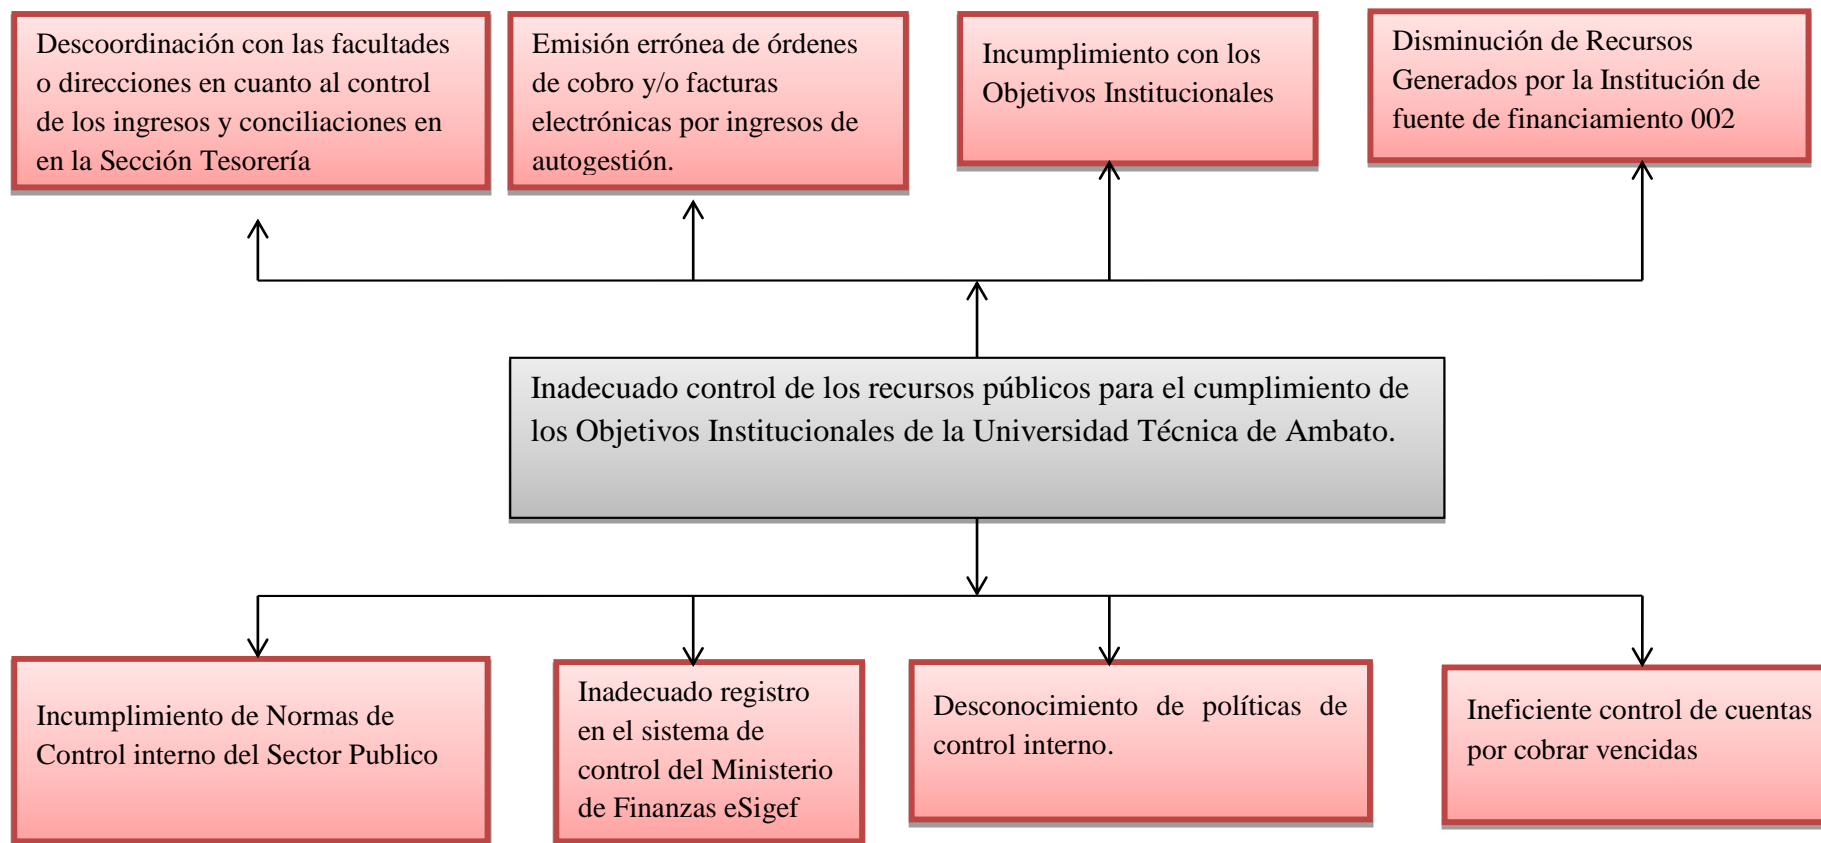 Descoordinación con las facultades
o direcciones en cuanto al control
de los ingresos y conciliaciones en
en la Sección Tesorería
Emisión errónea de órdenes
de cobro y/o facturas
electrónicas por ingresos de
autogestión.
Incumplimiento con los
Objetivos Institucionales
Disminución de Recursos
Generados por la Institución de
fuente de financiamiento 002
Inadecuado control de los recursos públicos para el cumplimiento de
los Objetivos Institucionales de la Universidad Técnica de Ambato.
Incumplimiento de Normas de
Control interno del Sector Publico
Inadecuado registro
en el sistema de
control del Ministerio
de Finanzas eSigef
Desconocimiento de políticas de
control interno.
Ineficiente control de cuentas
por cobrar vencidas